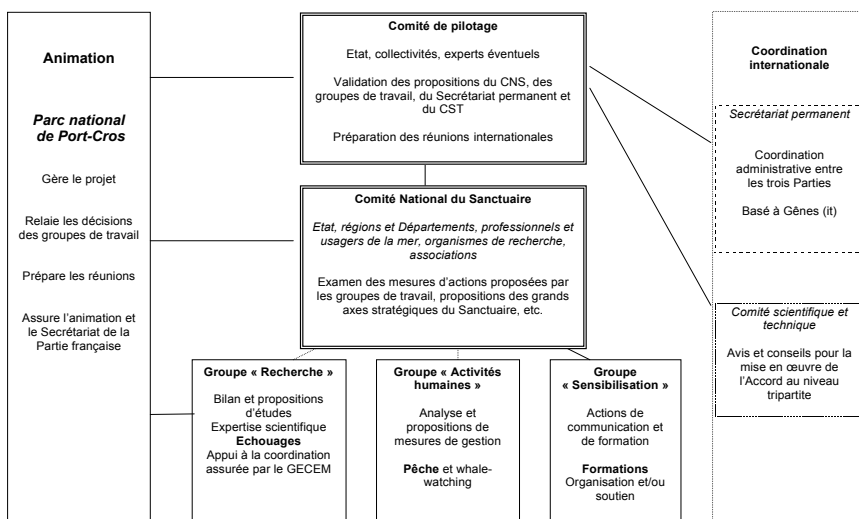 Animation
Parc national
de Port-Cros
Gère le projet
Relaie les décisions
des groupes de travail
Prépare les réunions
Assure l'animation et
le Secrétariat de la
Partie française
Comité de pilotage
Etat, collectivités, experts éventuels
Validation des propositions du CNS, des
groupes de travail, du Secrétariat permanent et
du CST
Préparation des réunions internationales
Comité National du Sanctuaire
Etat, régions et Départements, professionnels et
usagers de la mer, organismes de recherche,
associations
Examen des mesures d'actions proposées par
les groupes de travail, propositions des grands
axes stratégiques du Sanctuaire, etc.
Groupe « Recherche »
Bilan et propositions
d'études
Expertise scientifique
Echouages
Appui à la coordination
assurée par le GECEM
Groupe « Activités
humaines »
Analyse et
propositions de
mesures de gestion
Pêche et whale-
watching
Groupe
« Sensibilisation »
Actions de
communication et
de formation
Formations
Organisation et/ou
soutien
Coordination
internationale
Secrétariat permanent
Coordination
administrative entre
les trois Parties
Basé à Gênes (it)
Comité scientifique et
technique
Avis et conseils pour la
mise en œuvre de
l'Accord au niveau
tripartite